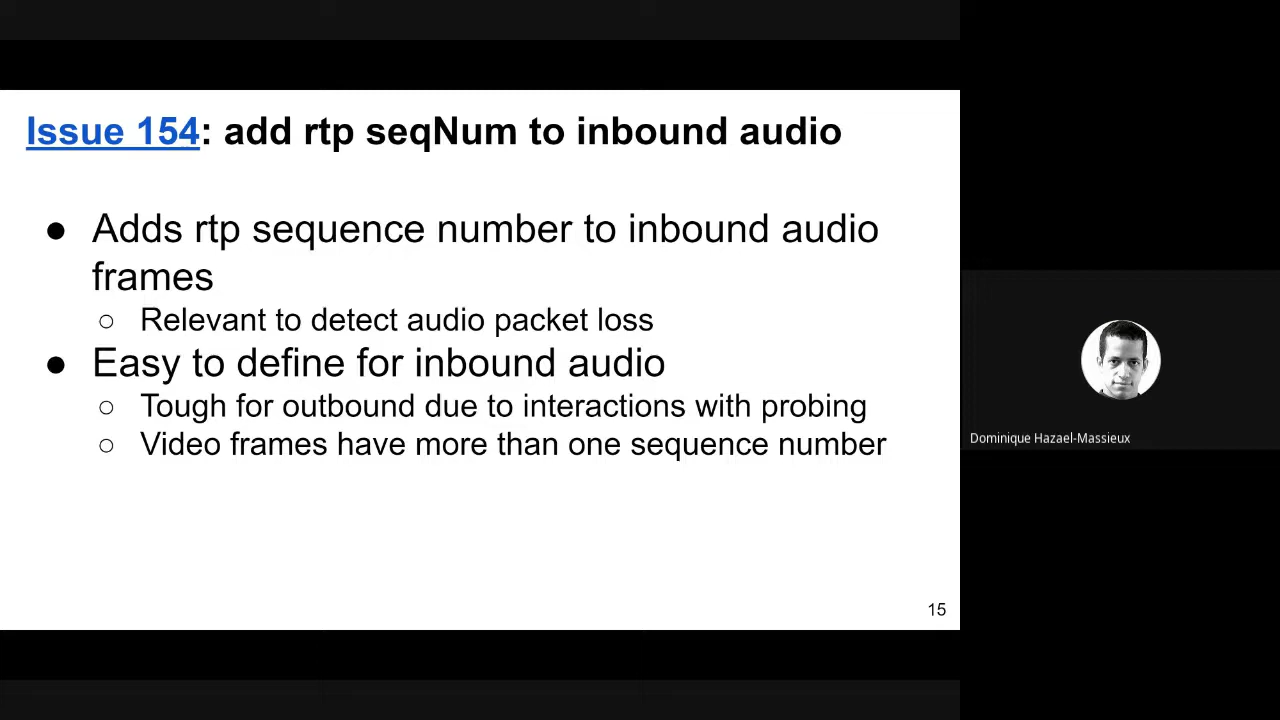 Issue 154: add rtp seqNum to inbound audio
● Adds rtp sequence number to inbound audio
frames
○ Relevant to detect audio packet loss
● Easy to define for inbound audio
○ Tough for outbound due to interactions with probing
○ Video frames have more than one sequence number
15
Dominique Hazael-Massieux